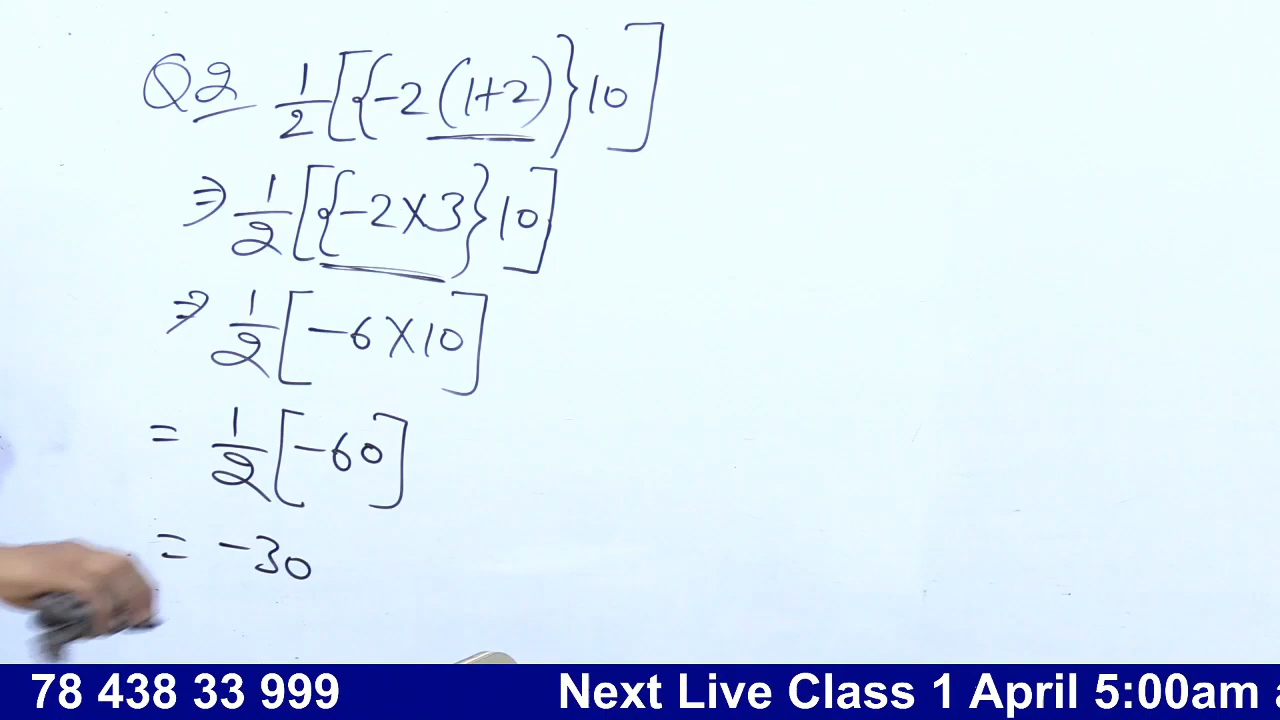 Q2 1/2 [{-2(1+2)}10]
⇒ 1/2 [{-2×3}10]
⇒ 1/2 [-6×10]
= 1/2 [-60]
= -30
78 438 33 999 Next Live Class 1 April 5:00am